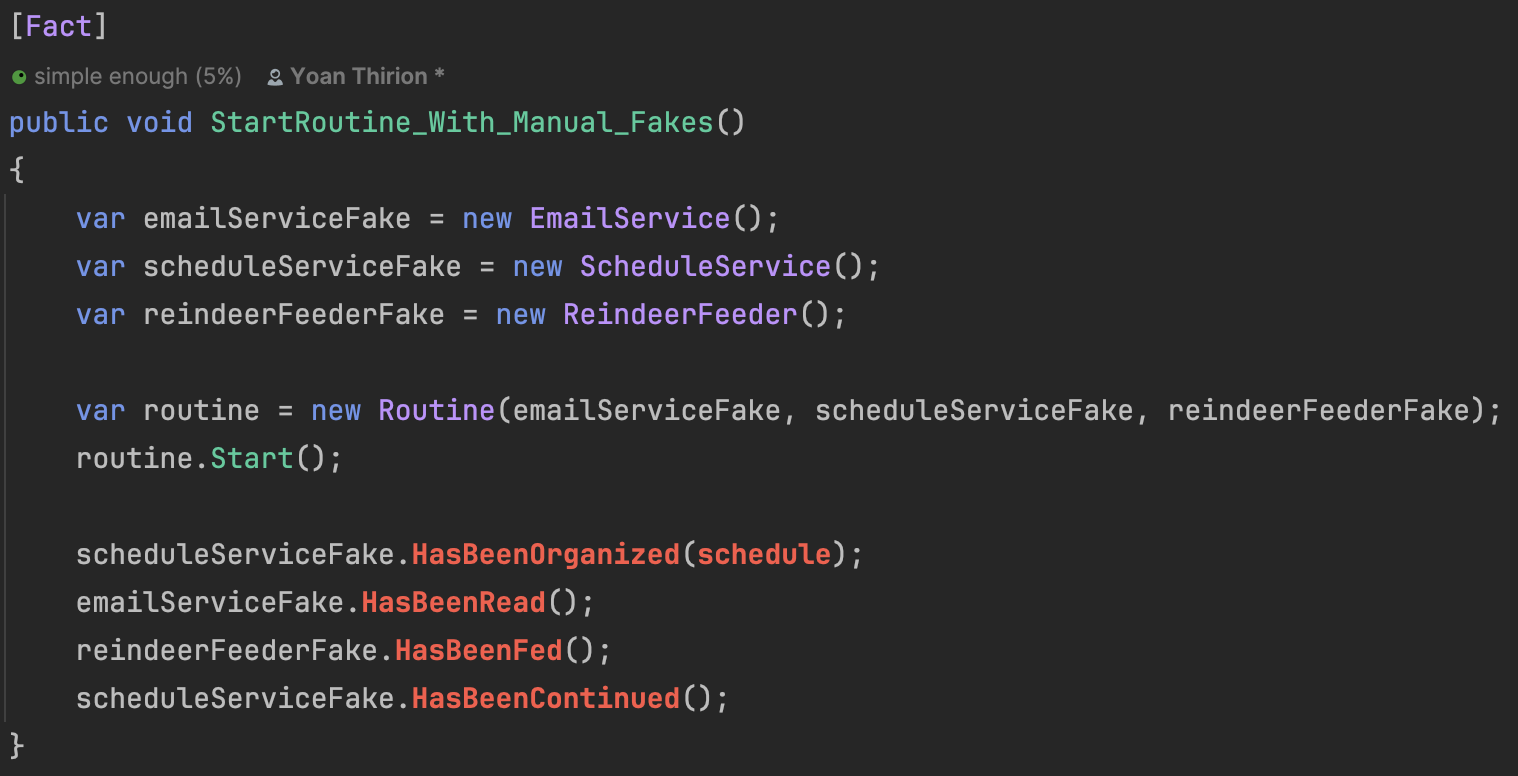 [Fact]
simple enough (5%) Yoan Thirion *
public void StartRoutine_With_Manual_Fakes()
{
var emailServiceFake = new EmailService();
var scheduleServiceFake = new ScheduleService();
var reindeerFeederFake = new ReindeerFeeder();
var routine = new Routine(emailServiceFake, scheduleServiceFake, reindeerFeederFake);
routine.Start();
scheduleServiceFake.HasBeenOrganized(schedule);
emailServiceFake.HasBeenRead();
reindeerFeederFake.HasBeenFed();
scheduleServiceFake.HasBeenContinued();
}